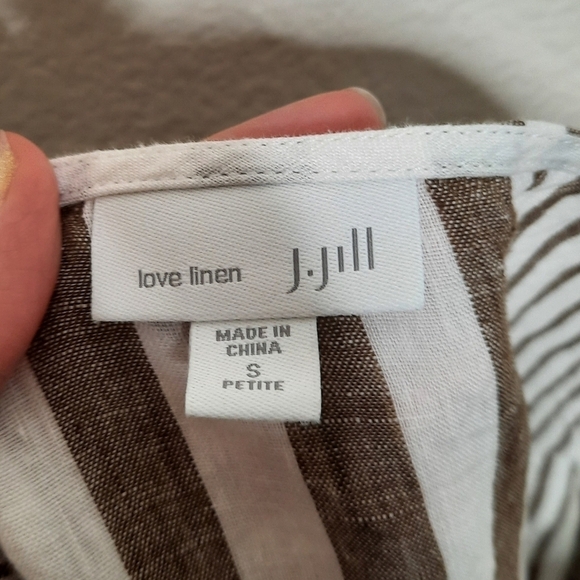 love linen J.Jill
MADE IN
CHINA
S
PETITE